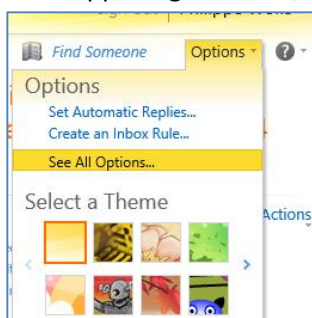 Find Someone
Options
Options
Set Automatic Replies...
Create an Inbox Rule...
See All Options...
Select a Theme
Actions